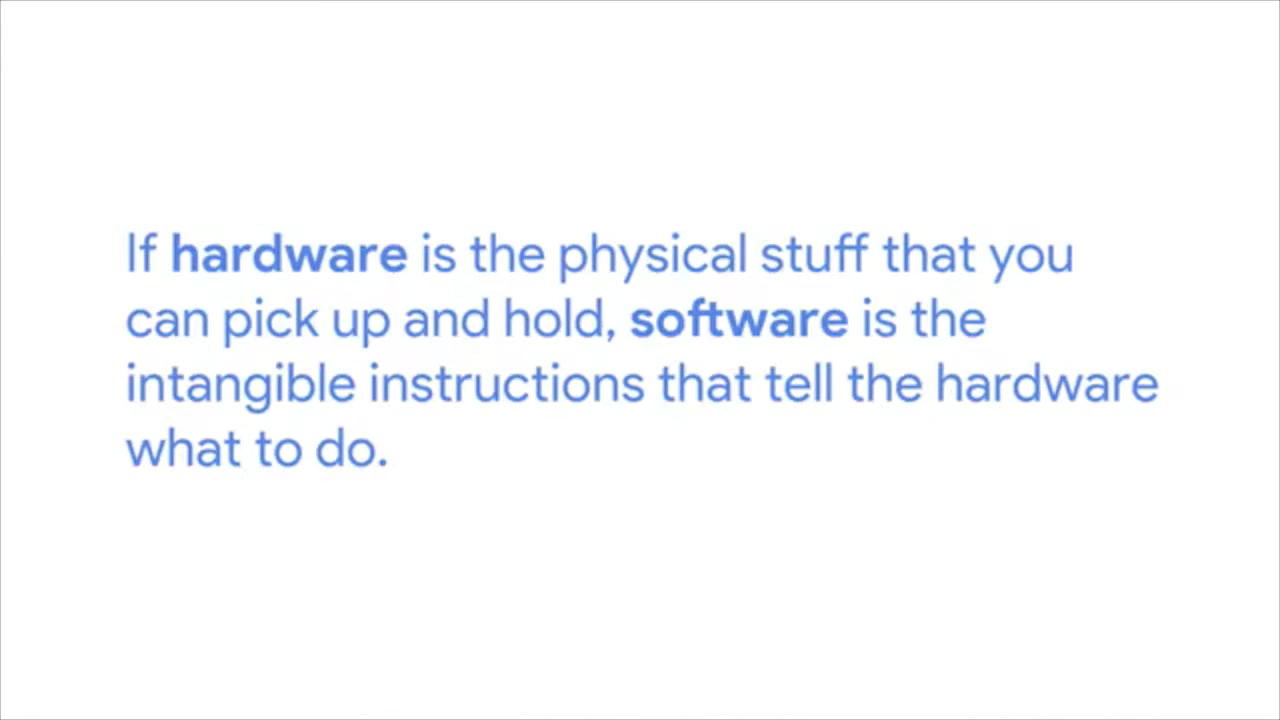 If hardware is the physical stuff that you
can pick up and hold, software is the
intangible instructions that tell the hardware
what to do.